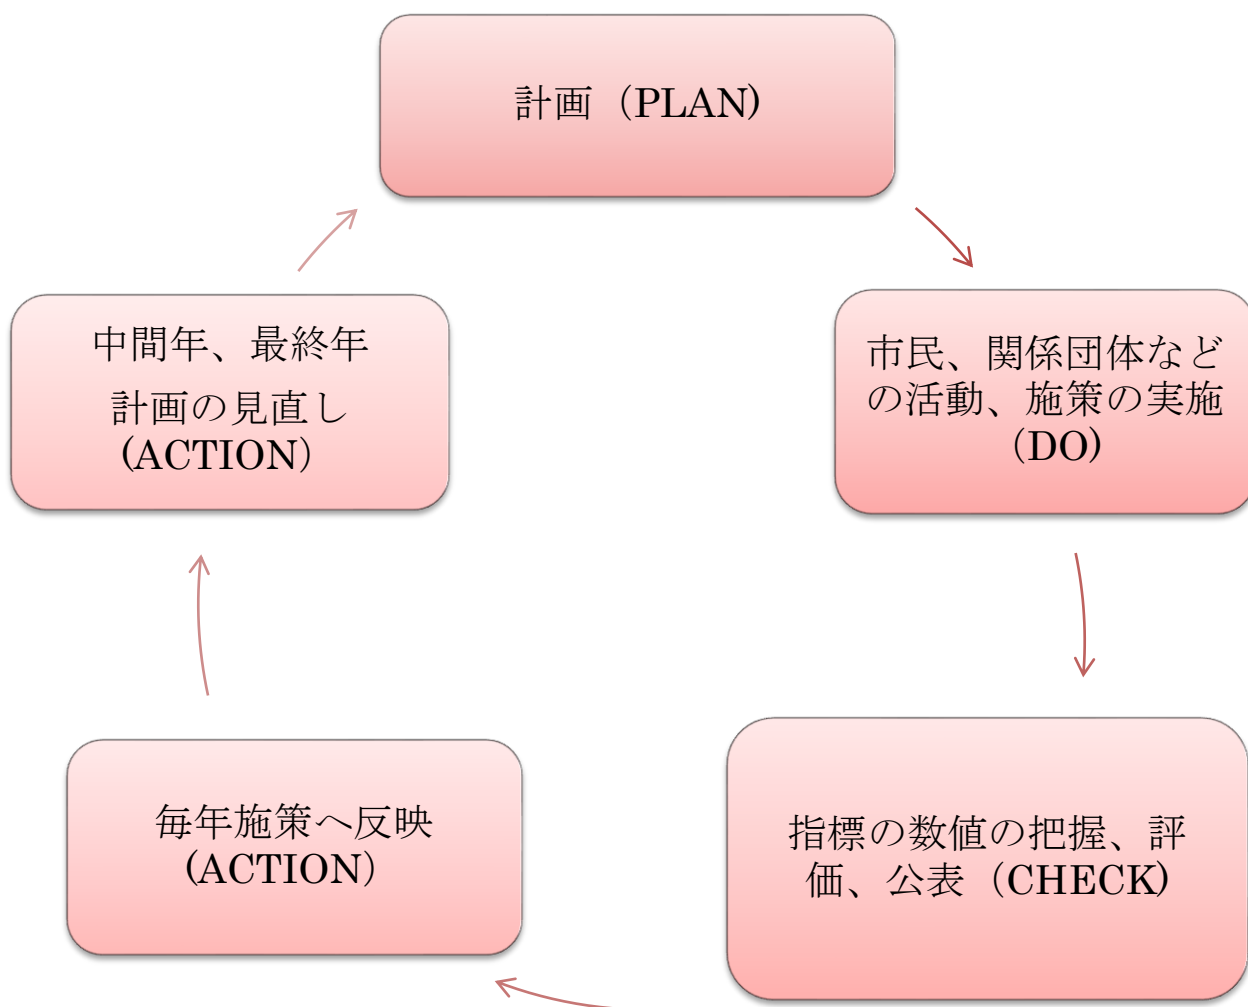 計画（PLAN)
市民、関係団体など
の活動、施策の実施
（DO)
指標の数値の把握、評
価、公表（CHECK)
毎年施策へ反映
(ACTION）
中間年、最終年
計画の見直し
(ACTION）